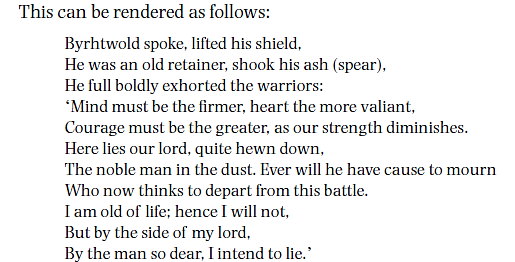 This can be rendered as follows:
Byrhtwold spoke, lifted his shield,
He was an old retainer, shook his ash (spear),
He full boldly exhorted the warriors:
‘Mind must be the firmer, heart the more valiant,
Courage must be the greater, as our strength diminishes.
Here lies our lord, quite hewn down,
The noble man in the dust. Ever will he have cause to mourn
Who now thinks to depart from this battle.
I am old of life; hence I will not,
But by the side of my lord,
By the man so dear, I intend to lie.’